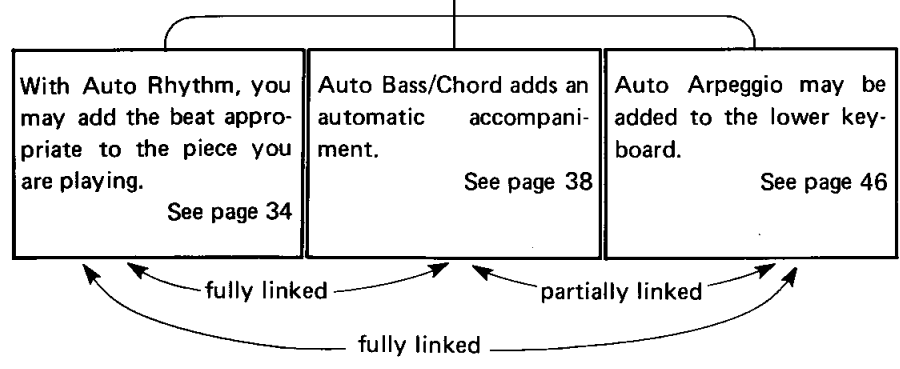 With Auto Rhythm, you
may add the beat appro-
priate to the piece you
are playing.
See page 34
Auto Bass/Chord adds an
automatic accompani-
ment.
See page 38
Auto Arpeggio may be
added to the lower key-
board.
See page 46
fully linked
partially linked
fully linked